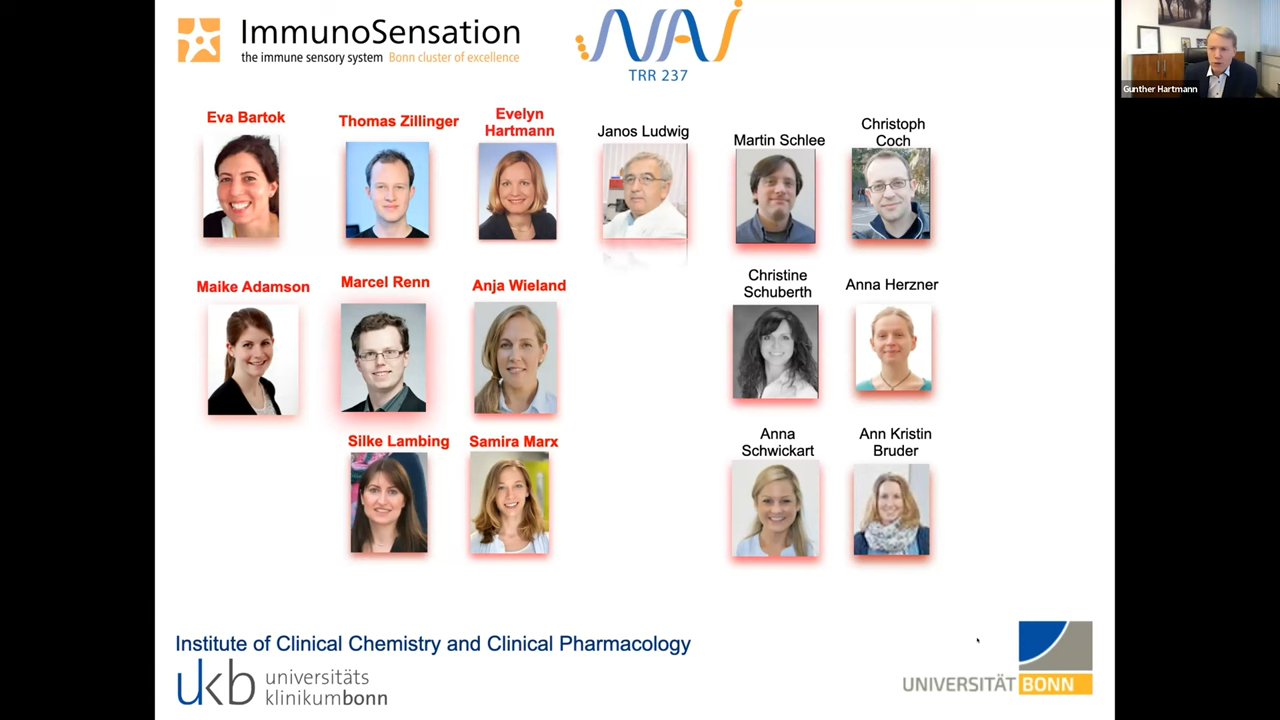 ImmunoSensation
the immune sensory system Bonn cluster of excellence
NAi
TRR 237
Gunther Hartmann
Eva Bartok
Thomas Zillinger
Evelyn
Hartmann
Janos Ludwig
Martin Schlee
Christoph
Coch
Maike Adamson
Marcel Renn
Anja Wieland
Christine
Schuberth
Anna Herzner
Silke Lambing
Samira Marx
Anna
Schwickart
Ann Kristin
Bruder
Institute of Clinical Chemistry and Clinical Pharmacology
ukb universitäts
klinikumbonn
UNIVERSITÄT BONN